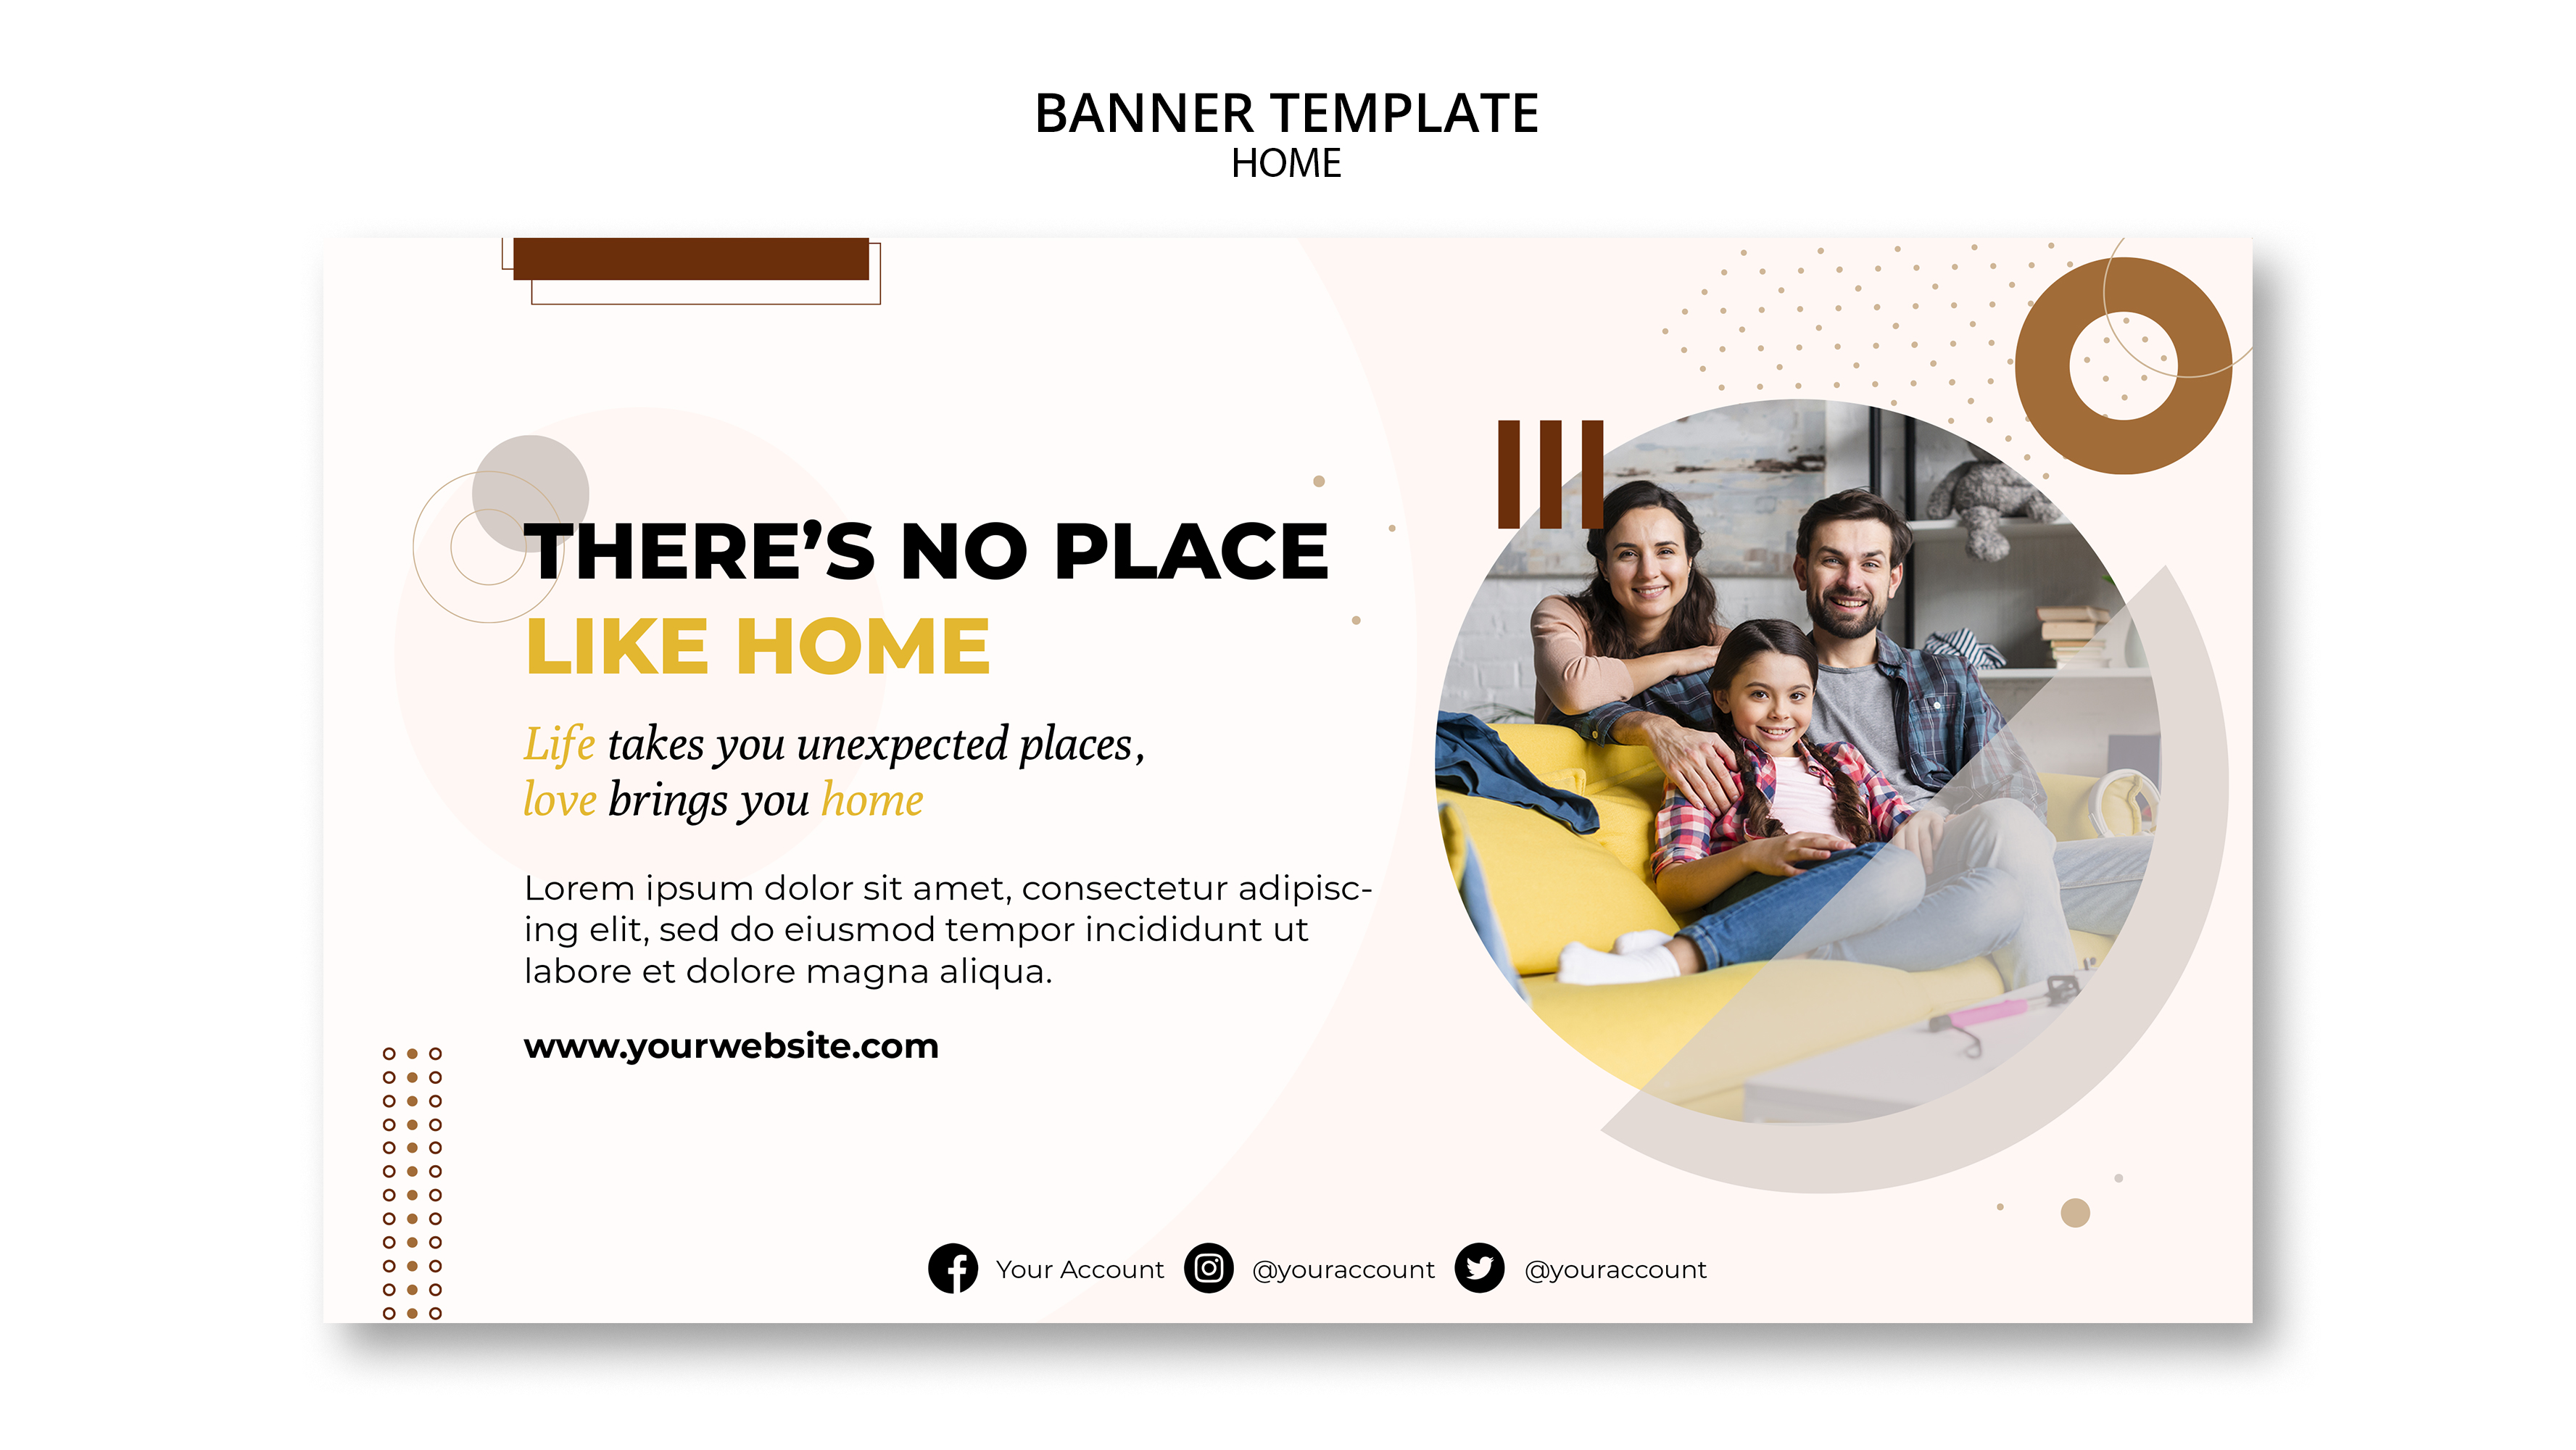 BANNER TEMPLATE
HOME
THERE’S NO PLACE
LIKE HOME
Life takes you unexpected places,
love brings you home
Lorem ipsum dolor sit amet, consectetur adipisc-
ing elit, sed do eiusmod tempor incididunt ut
labore et dolore magna aliqua.
www.yourwebsite.com
Your Account @youraccount @youraccount